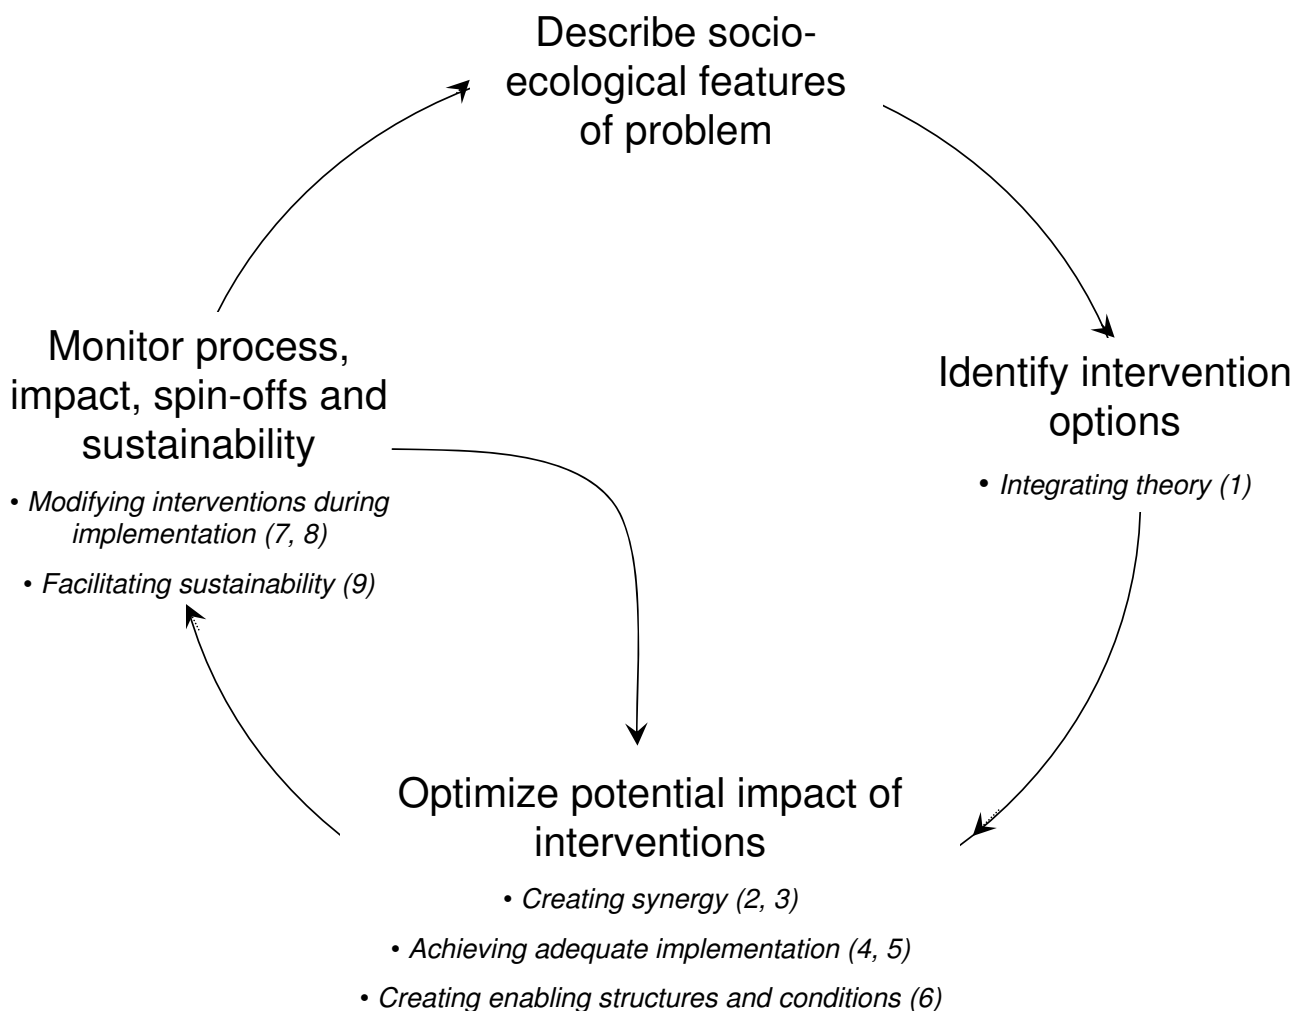 Describe socio-
ecological features
of problem
Monitor process,
impact, spin-offs and
sustainability
• Modifying interventions during
implementation (7, 8)
• Facilitating sustainability (9)
Identify intervention
options
• Integrating theory (1)
Optimize potential impact of
interventions
• Creating synergy (2, 3)
• Achieving adequate implementation (4, 5)
• Creating enabling structures and conditions (6)